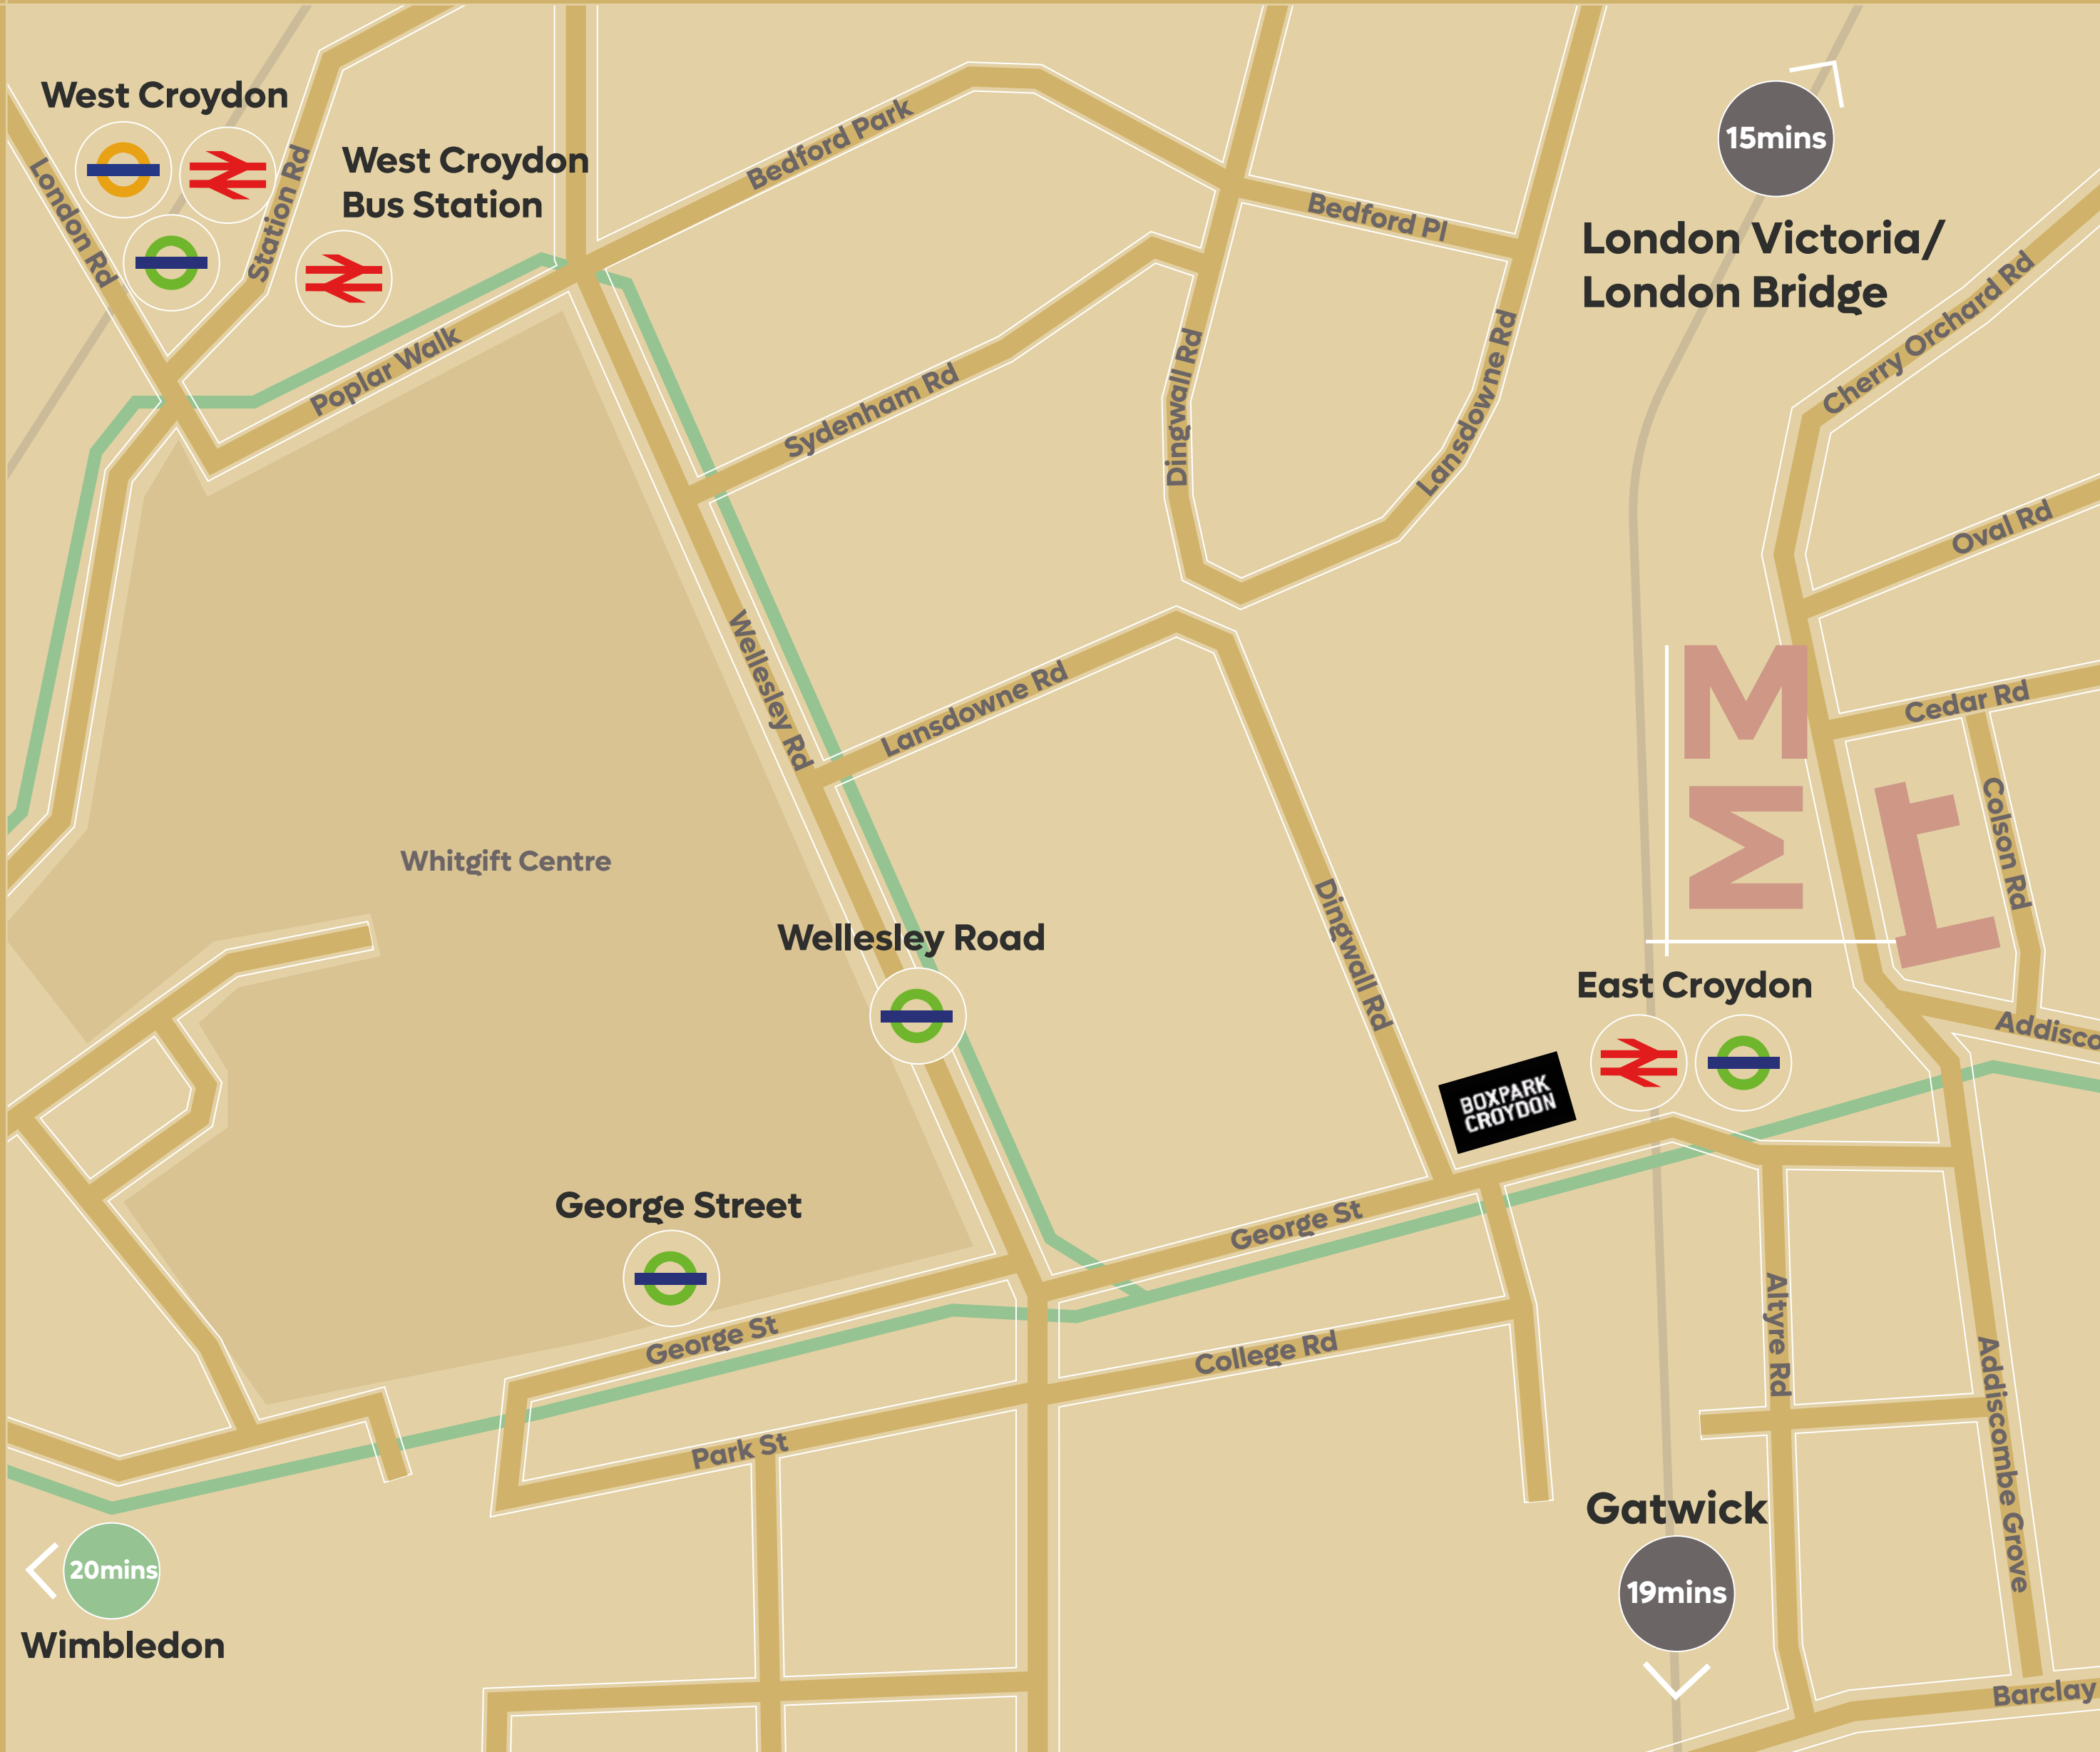 West Croydon
London Rd
Station Rd
West Croydon
Bus Station
Poplar Walk
Bedford Park
Bedford Pl
15mins
London Victoria/
London Bridge
Cherry Orchard Rd
Sydenham Rd
Dingwall Rd
Lansdowne Rd
Oval Rd
Wellesley Rd
Lansdowne Rd
Cedar Rd
Colson Rd
Whitgift Centre
Wellesley Road
Dingwall Rd
East Croydon
Addisco
BOXPARK
CROYDON
George Street
George St
George St
College Rd
Park St
Altyre Rd
Addiscombe Grove
Gatwick
19mins
20mins
Wimbledon
Barclay